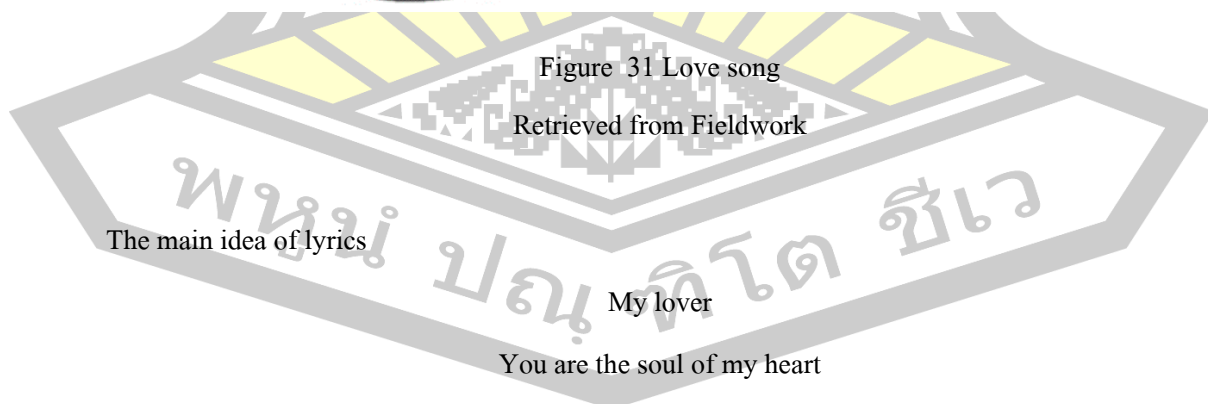 Figure 31 Love song
Retrieved from Fieldwork
พหุนํ ปณฺฑิโต ชีเว
The main idea of lyrics
My lover
You are the soul of my heart